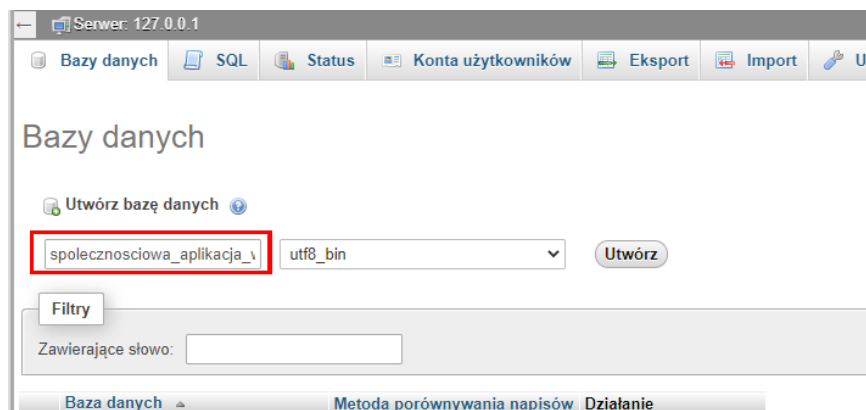 Serwer: 127.0.0.1
Bazy danych SQL Status Konta użytkowników Eksport Import U
Bazy danych
Utwórz bazę danych
spolecznosciowa_aplikacja_ utf8_bin Utwórz
Filtry
Zawierające słowo:
Baza danych Metoda porównywania napisów Działanie